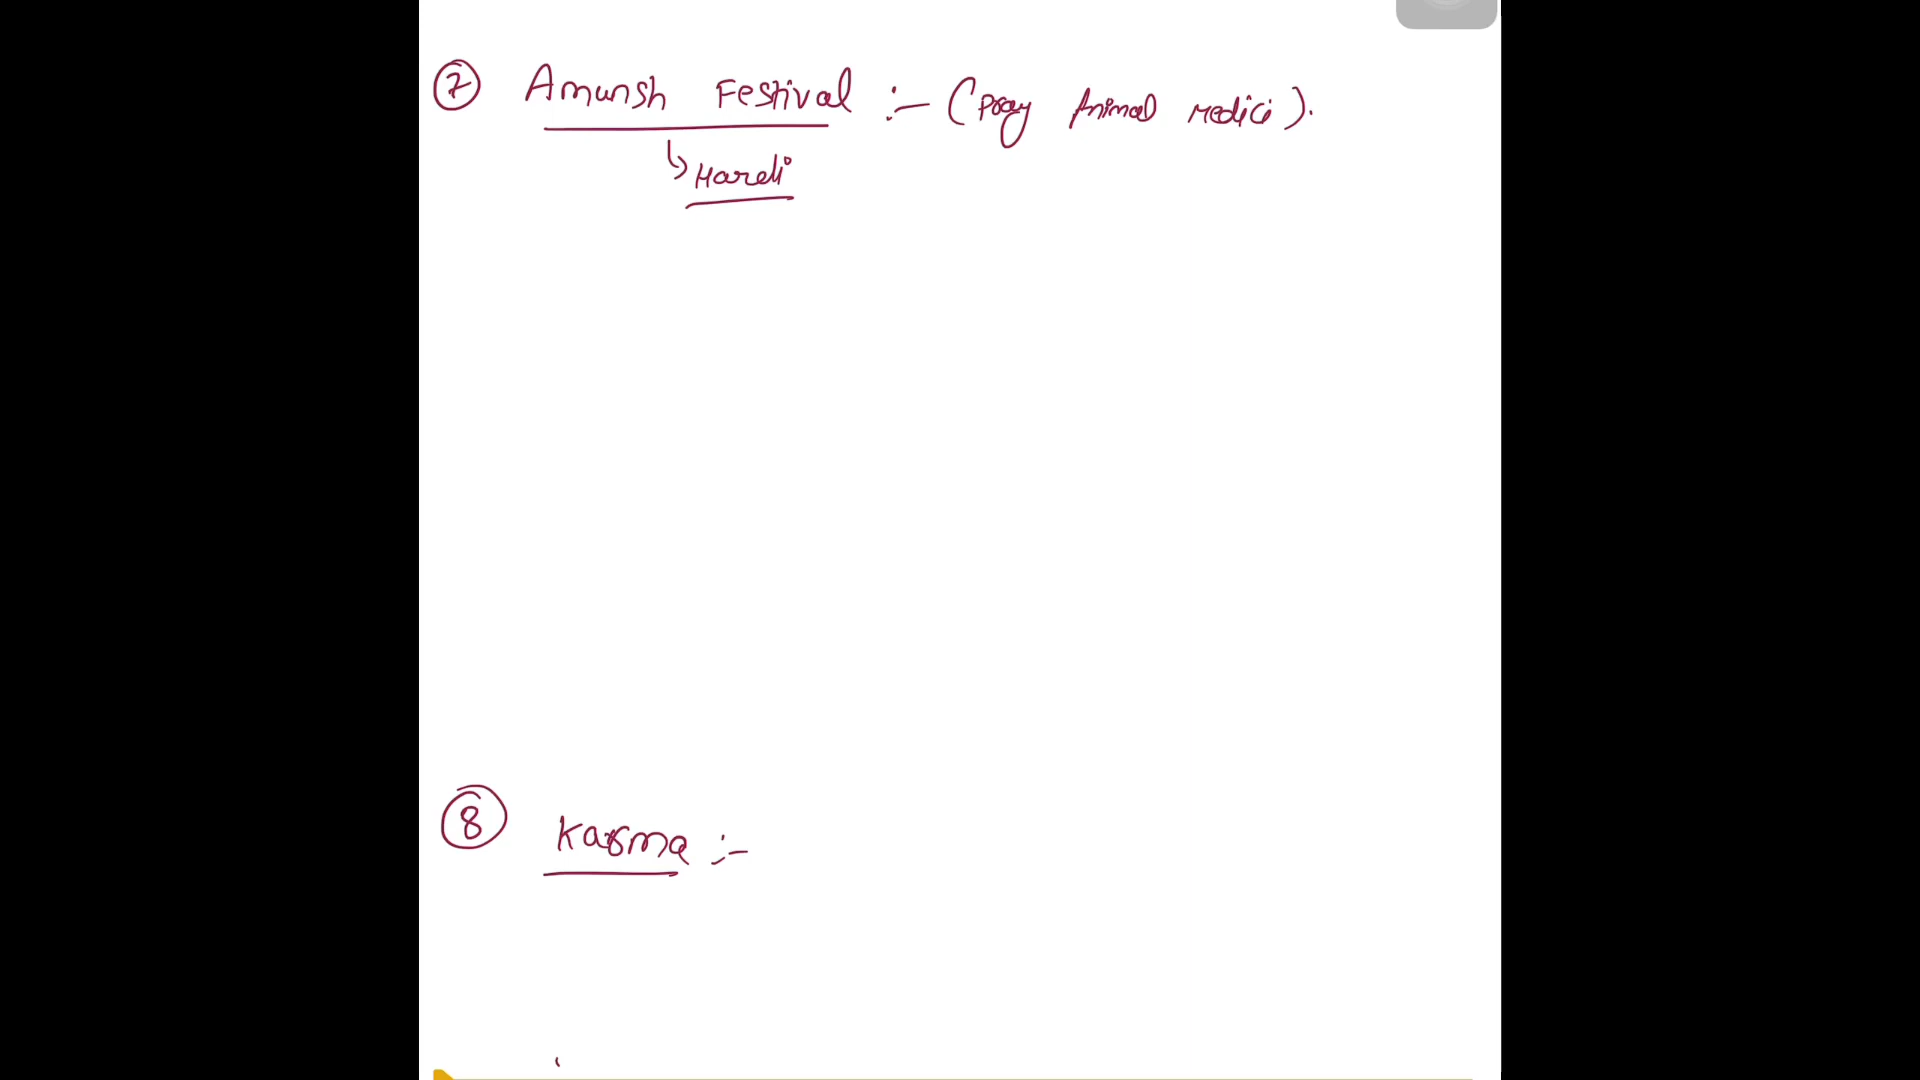 7 Amunsh Festival :- (Pray Animal Medici).
↳ Hareli
8 Karma :-